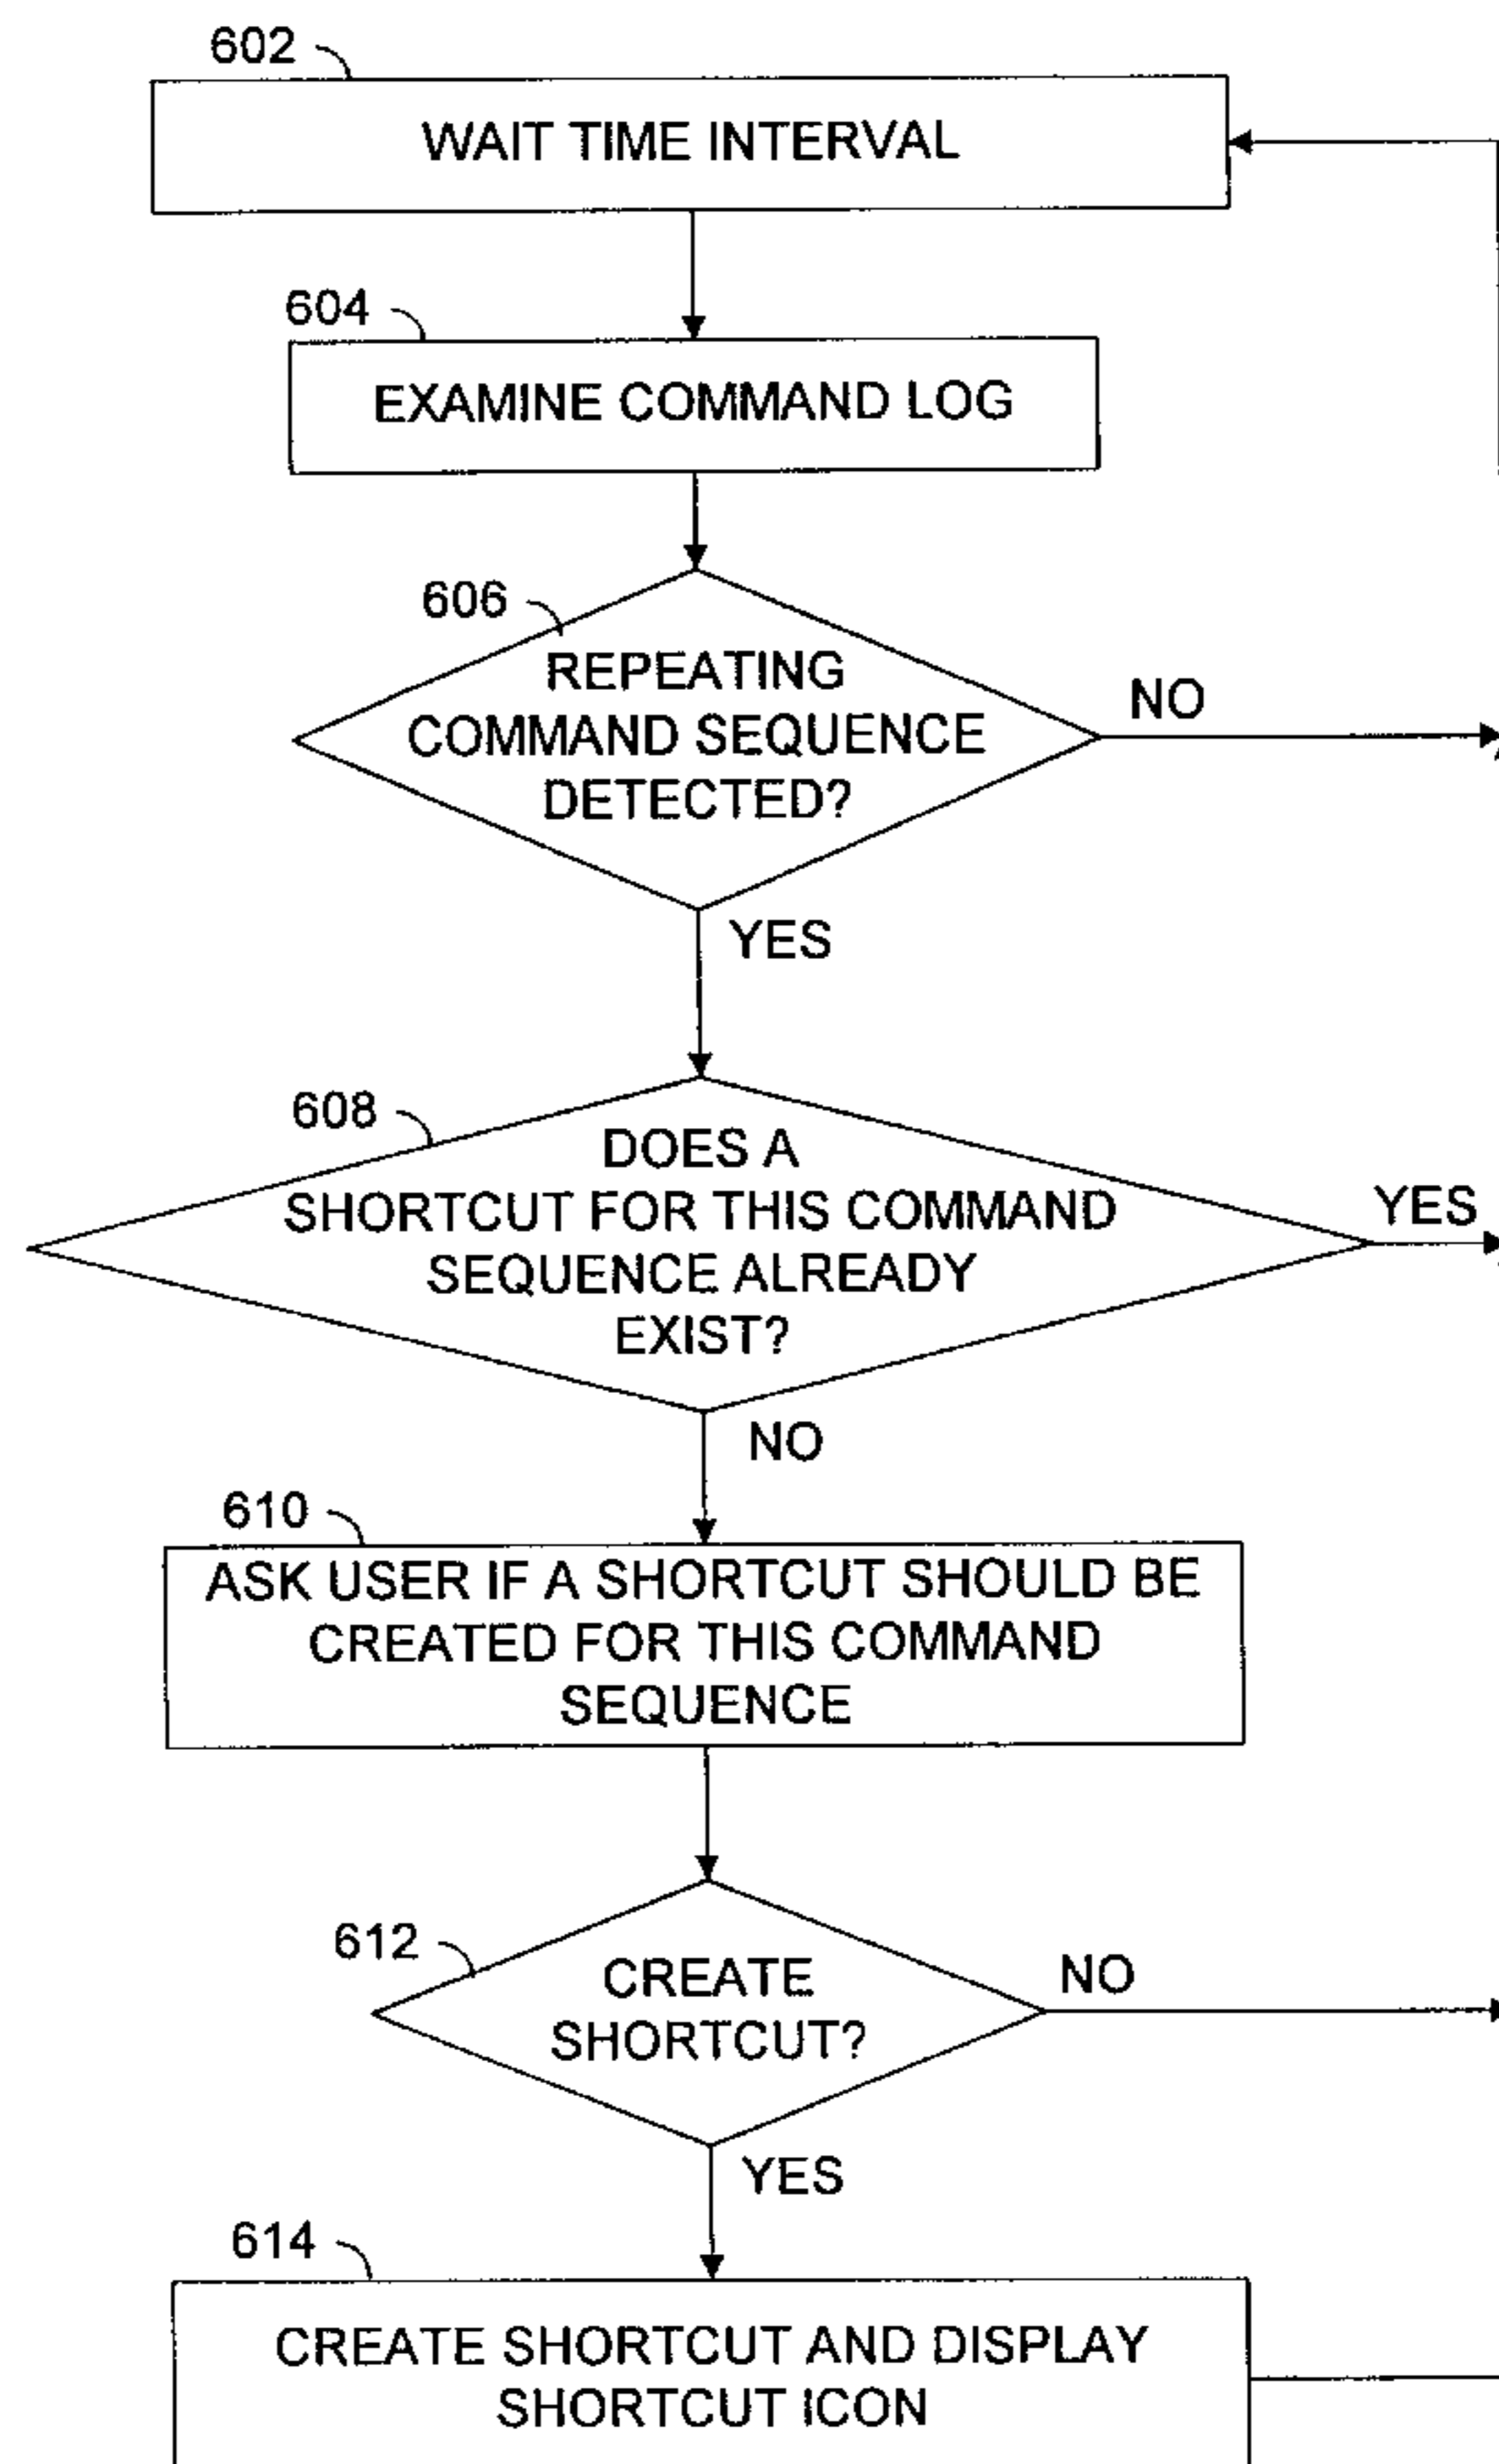 602
WAIT TIME INTERVAL
604
EXAMINE COMMAND LOG
606
REPEATING
COMMAND SEQUENCE
DETECTED?
NO
YES
608
DOES A
SHORTCUT FOR THIS COMMAND
SEQUENCE ALREADY
EXIST?
YES
NO
610
ASK USER IF A SHORTCUT SHOULD BE
CREATED FOR THIS COMMAND
SEQUENCE
612
CREATE
SHORTCUT?
NO
YES
614
CREATE SHORTCUT AND DISPLAY
SHORTCUT ICON